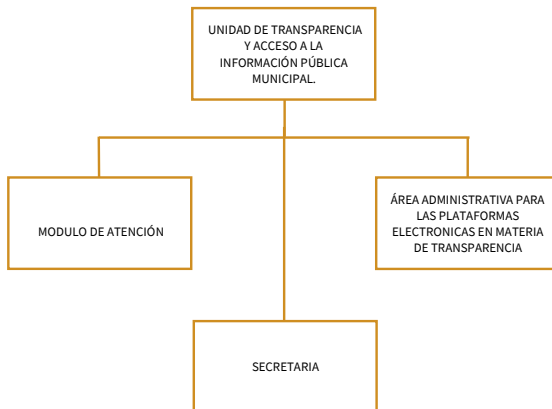 UNIDAD DE TRANSPARENCIA
Y ACCESO A LA
INFORMACIÓN PÚBLICA
MUNICIPAL.
MODULO DE ATENCIÓN
ÁREA ADMINISTRATIVA PARA
LAS PLATAFORMAS
ELECTRONICAS EN MATERIA
DE TRANSPARENCIA
SECRETARIA